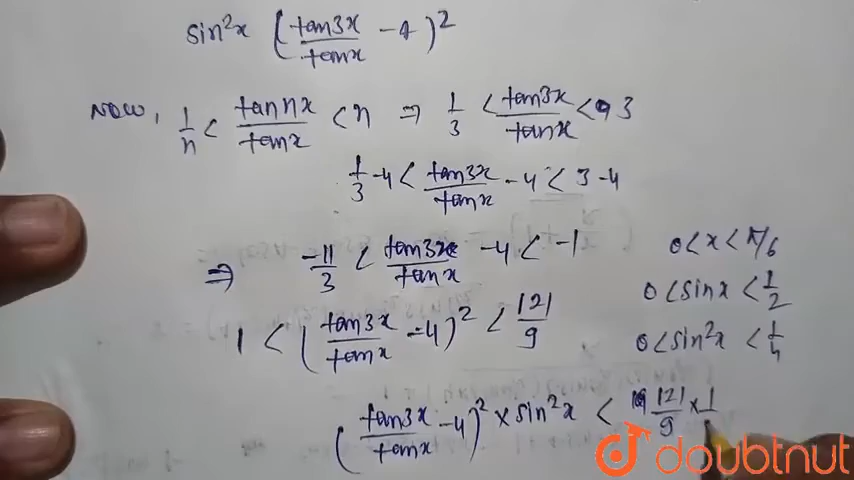 sin²x (tan3x/tanx - 4)²
Now, 1/n < tan nx/tanx < n ⇒ 1/3 < tan3x/tanx < 3
1/3 - 4 < tan3x/tanx - 4 < 3 - 4
⇒ -11/3 < tan3x/tanx - 4 < -1
0 < x < π/6
0 < sinx < 1/2
1 < (tan3x/tanx - 4)² < 121/9
0 < sin²x < 1/4
(tan3x/tanx - 4)² × sin²x < 121/9 × 1
doubtnut